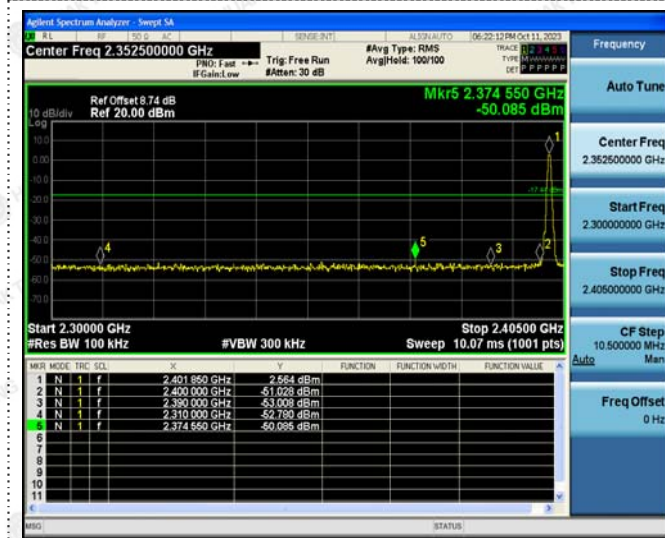 Agilent Spectrum Analyzer - Swept SA
RL RF 50 Ω AC SENSE:INT ALIGNAUTO 06:22:12 PM Oct 11, 2023
Center Freq 2.352500000 GHz
PNO: Fast Trig: Free Run
IFGain:Low #Atten: 30 dB
#Avg Type: RMS
Avg|Hold: 100/100
TRACE 1 2 3 4 5
TYPE M
DET P P P P P P
Mkr5 2.374 550 GHz
-50.085 dBm
Ref Offset 8.74 dB
10 dB/div Ref 20.00 dBm
Log
10.0
0.00
-10.0
-20.0
-30.0
-40.0
-50.0
-60.0
-70.0
1
2
3
4
5
Start 2.30000 GHz Stop 2.40500 GHz
#Res BW 100 kHz #VBW 300 kHz Sweep 10.07 ms (1001 pts)
MKR MODE TRC SCL X Y FUNCTION FUNCTION WIDTH FUNCTION VALUE
1 N 1 f 2.401 850 GHz 2.564 dBm
2 N 1 f 2.400 000 GHz -51.028 dBm
3 N 1 f 2.390 000 GHz -53.008 dBm
4 N 1 f 2.310 000 GHz -52.780 dBm
5 N 1 f 2.374 550 GHz -50.085 dBm
6
7
8
9
10
11
MSG STATUS
Frequency
Auto Tune
Center Freq
2.352500000 GHz
Start Freq
2.300000000 GHz
Stop Freq
2.405000000 GHz
CF Step
10.500000 MHz
Auto Man
Freq Offset
0 Hz